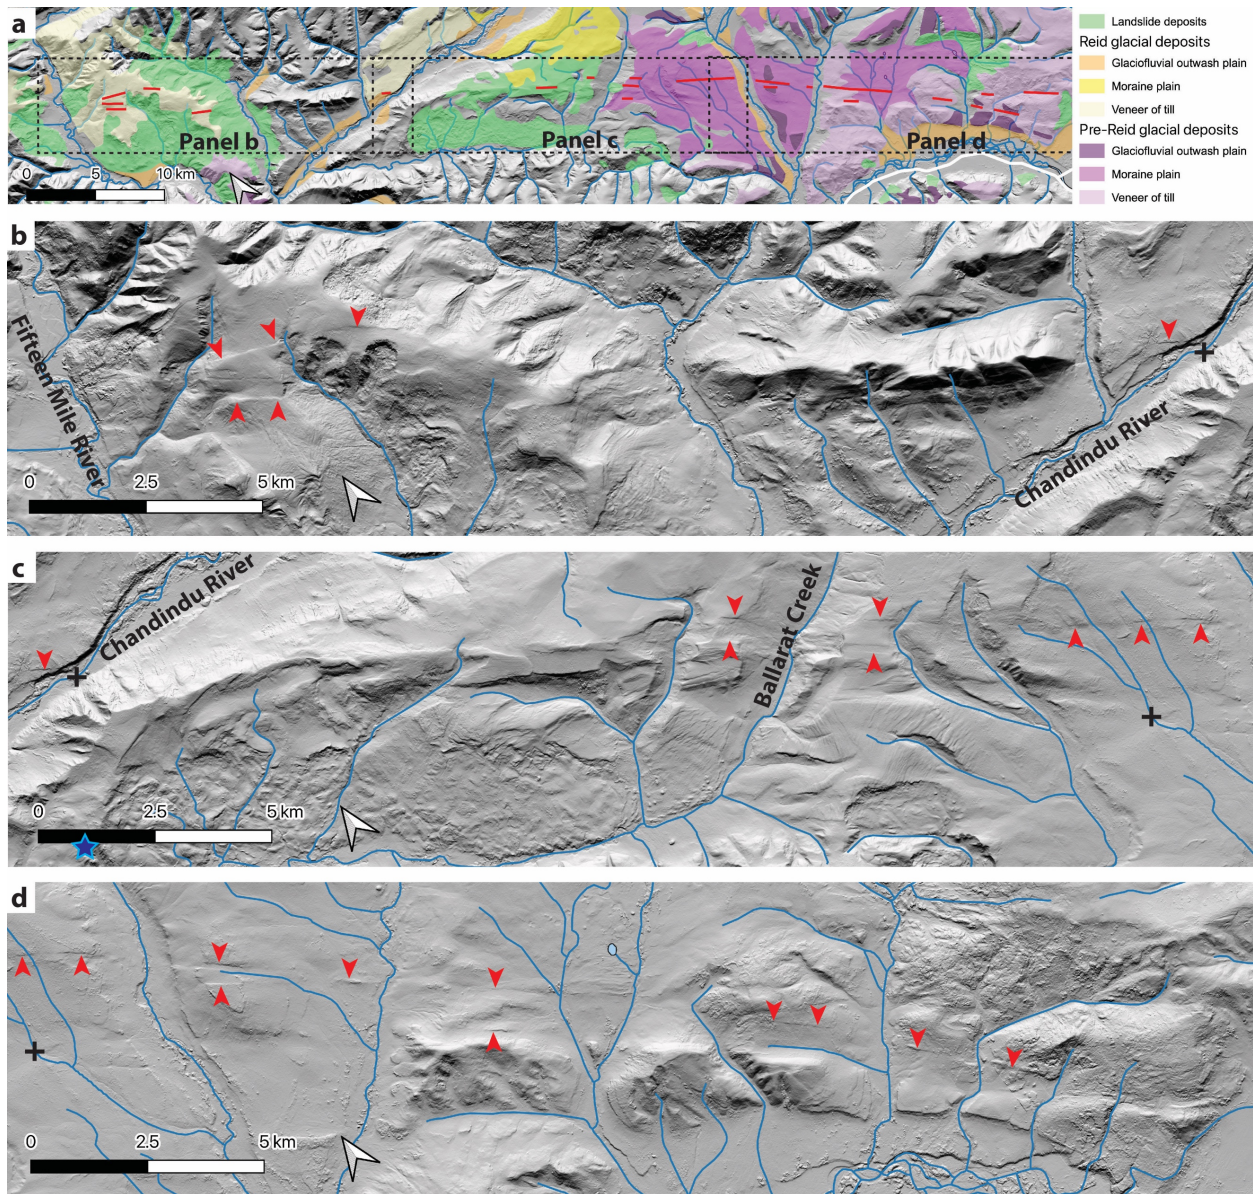 a
Panel b
Panel c
Panel d
0 5 10 km
Landslide deposits
Reid glacial deposits
Glaciofluvial outwash plain
Moraine plain
Veneer of till
Pre-Reid glacial deposits
Glaciofluvial outwash plain
Moraine plain
Veneer of till
b
Fifteen Mile River
Chandindu River
0 2.5 5 km
c
Chandindu River
Ballarat Creek
0 2.5 5 km
d
0 2.5 5 km